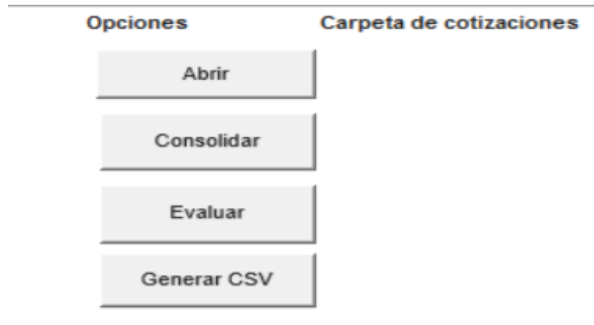 Opciones Carpeta de cotizaciones
Abrir
Consolidar
Evaluar
Generar CSV